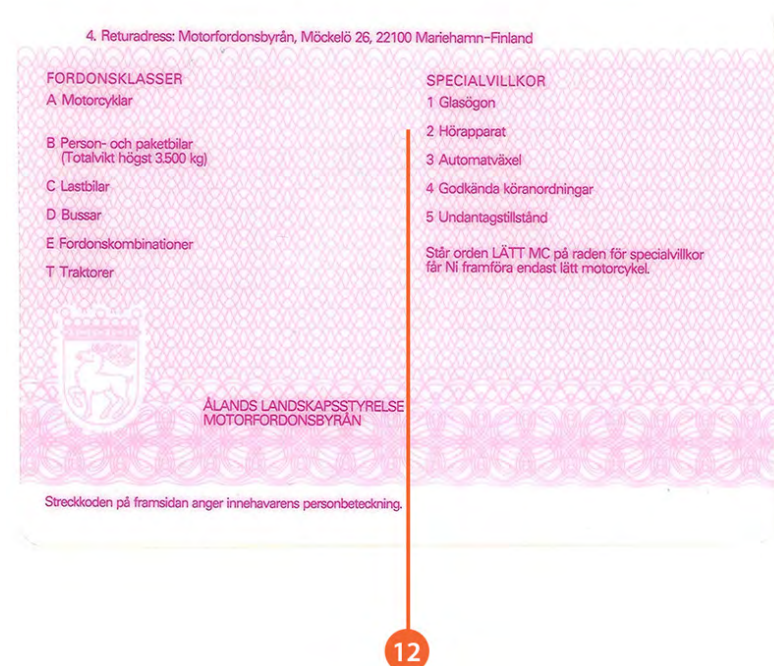 4. Returadress: Motorfordonsbyrån, Möckelö 26, 22100 Mariehamn-Finland
FORDONSKLASSER
A Motorcyklar
B Person- och paketbilar
(Totalvikt högst 3.500 kg)
C Lastbilar
D Bussar
E Fordonskombinationer
T Traktorer
SPECIALVILLKOR
1 Glasögon
2 Hörapparat
3 Automatväxel
4 Godkända köranordningar
5 Undantagstillstånd
Står orden LÄTT MC på raden för specialvillkor
får Ni framföra endast lätt motorcykel.
ÅLANDS LANDSKAPSSTYRELSE
MOTORFORDONSBYRÅN
Streckkoden på framsidan anger innehavarens personbeteckning.
12